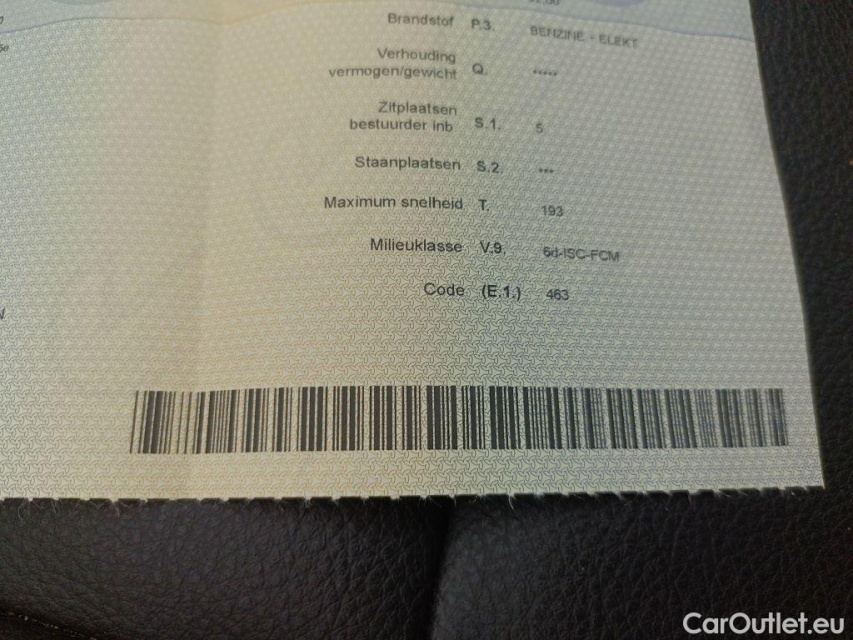 Brandstof P.3. BENZINE - ELEKT
Verhouding
vermogen/gewicht Q. *****
Zitplaatsen
bestuurder inb S.1. 5
Staanplaatsen S.2. ***
Maximum snelheid T. 193
Milieuklasse V.9. 6d-ISC-FCM
Code (E.1.) 463
CarOutlet.eu